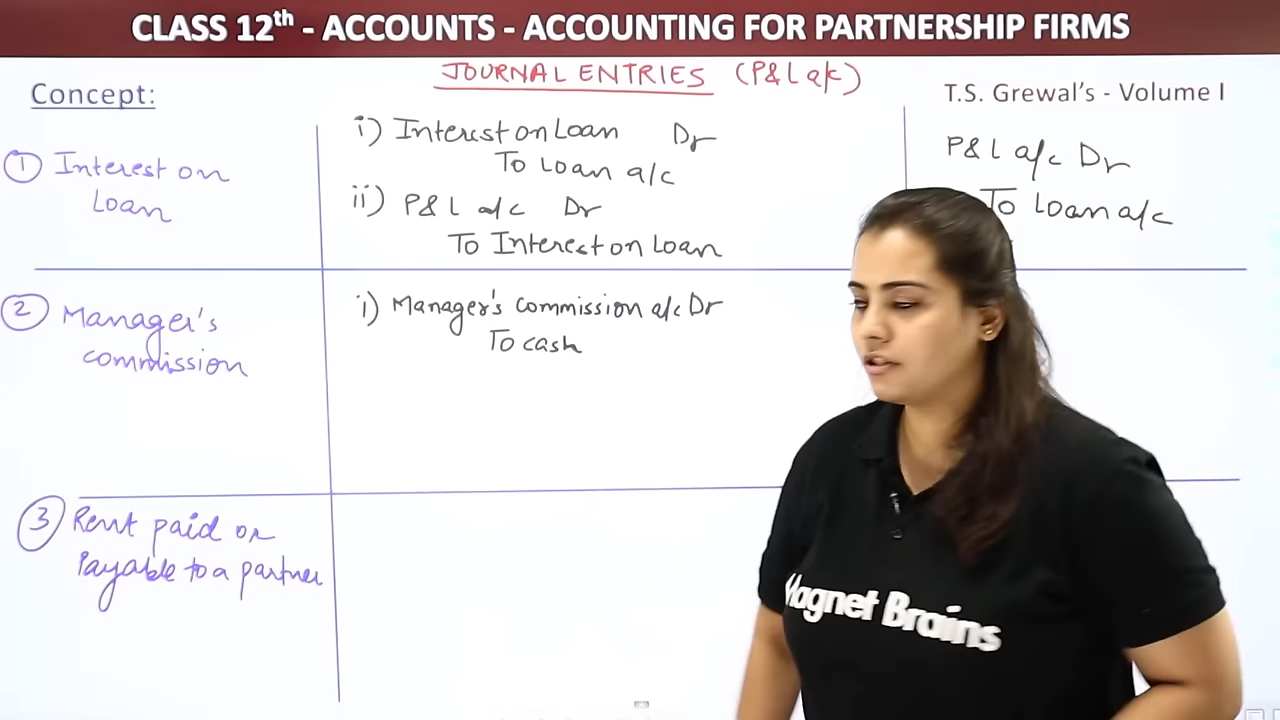 CLASS 12th - ACCOUNTS - ACCOUNTING FOR PARTNERSHIP FIRMS
JOURNAL ENTRIES (P&L a/c)
Concept:
T.S. Grewal's - Volume I
① Interest on
Loan
i) Interest on Loan Dr
To Loan a/c
ii) P&L a/c Dr
To Interest on Loan
P&L a/c Dr
To Loan a/c
② Manager's
commission
i) Manager's commission a/c Dr
To cash
③ Rent paid or
Payable to a partner
Magnet Brains